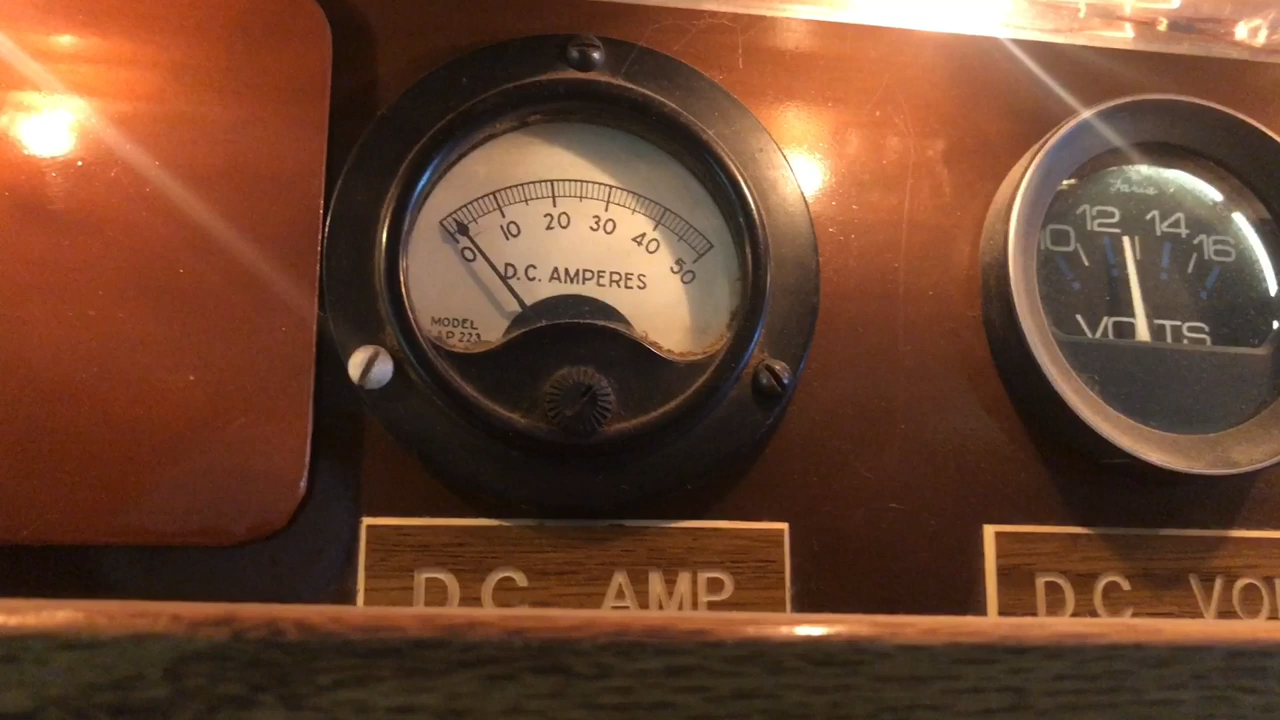 0 10 20 30 40 50
D.C. AMPERES
MODEL
AP 223
Faria
10 12 14 16
VOLTS
D.C. AMP
D.C. VOL